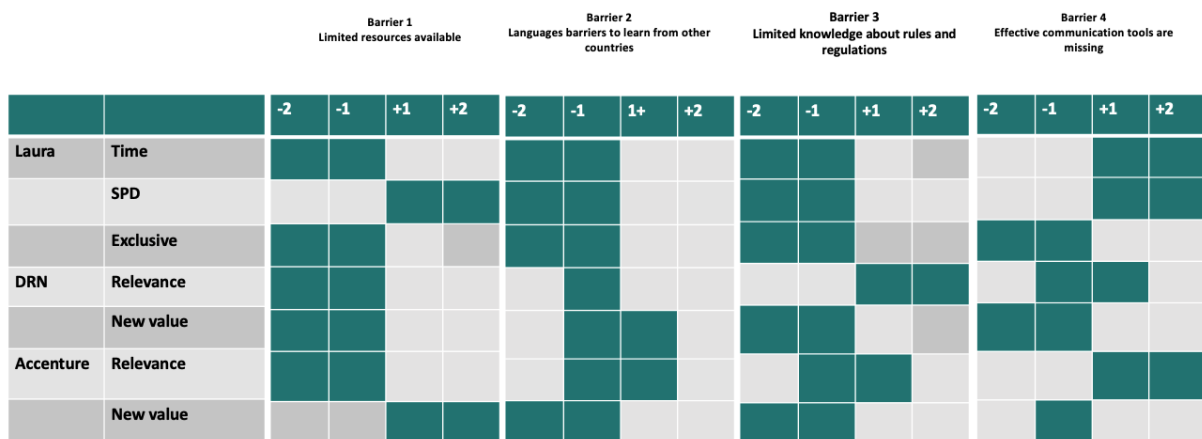 Barrier 1
Limited resources available
Barrier 2
Languages barriers to learn from other
countries
Barrier 3
Limited knowledge about rules and
regulations
Barrier 4
Effective communication tools are
missing
-2 -1 +1 +2 -2 -1 1+ +2 -2 -1 +1 +2 -2 -1 +1 +2
Laura Time
SPD
Exclusive
DRN Relevance
New value
Accenture Relevance
New value